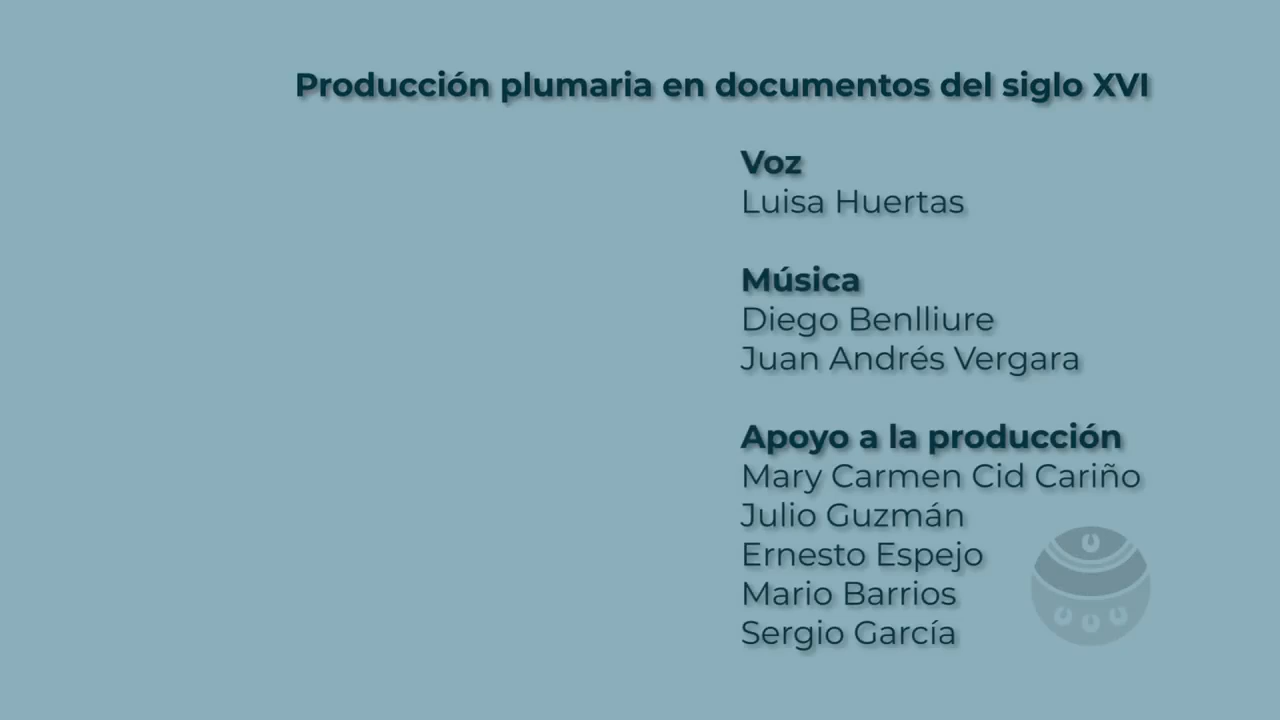 Producción plumaria en documentos del siglo XVI
Voz
Luisa Huertas
Música
Diego Benlliure
Juan Andrés Vergara
Apoyo a la producción
Mary Carmen Cid Cariño
Julio Guzmán
Ernesto Espejo
Mario Barrios
Sergio García